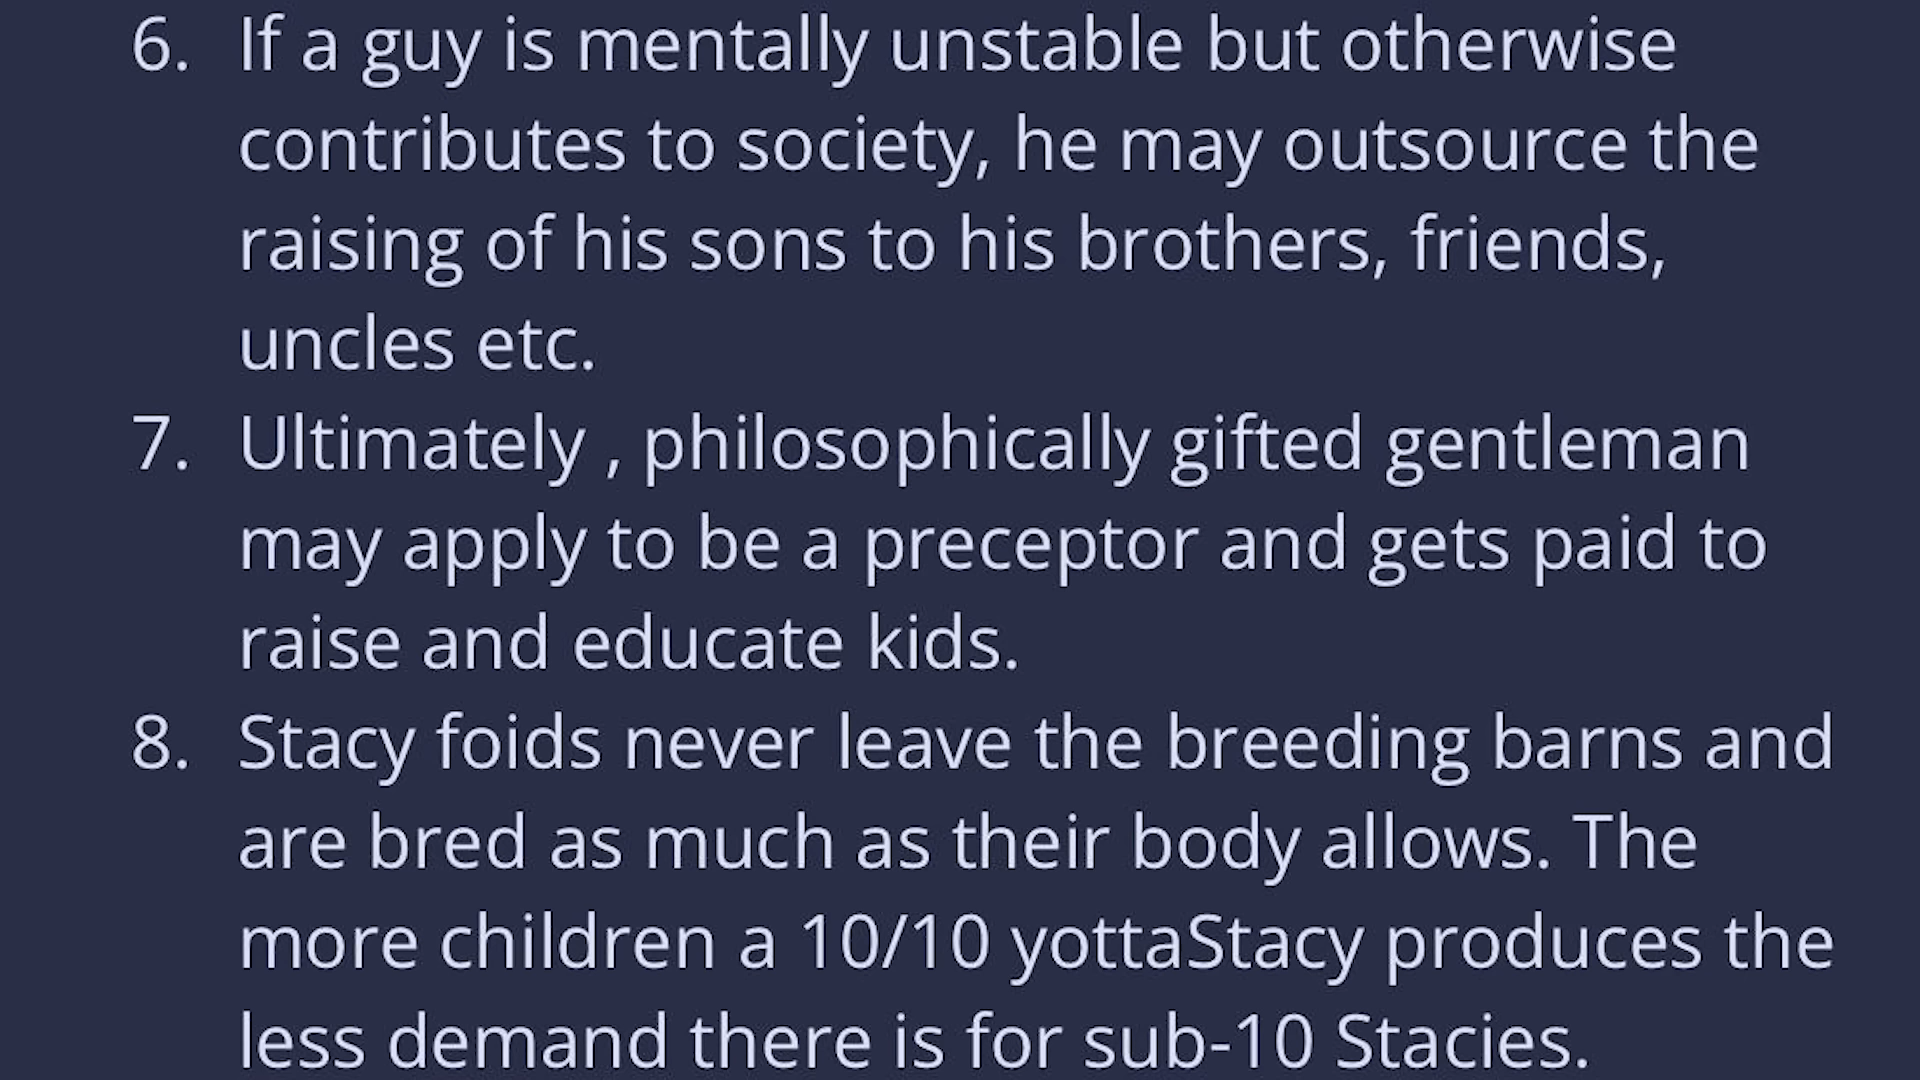 6. If a guy is mentally unstable but otherwise
contributes to society, he may outsource the
raising of his sons to his brothers, friends,
uncles etc.
7. Ultimately , philosophically gifted gentleman
may apply to be a preceptor and gets paid to
raise and educate kids.
8. Stacy foids never leave the breeding barns and
are bred as much as their body allows. The
more children a 10/10 yottaStacy produces the
less demand there is for sub-10 Stacies.